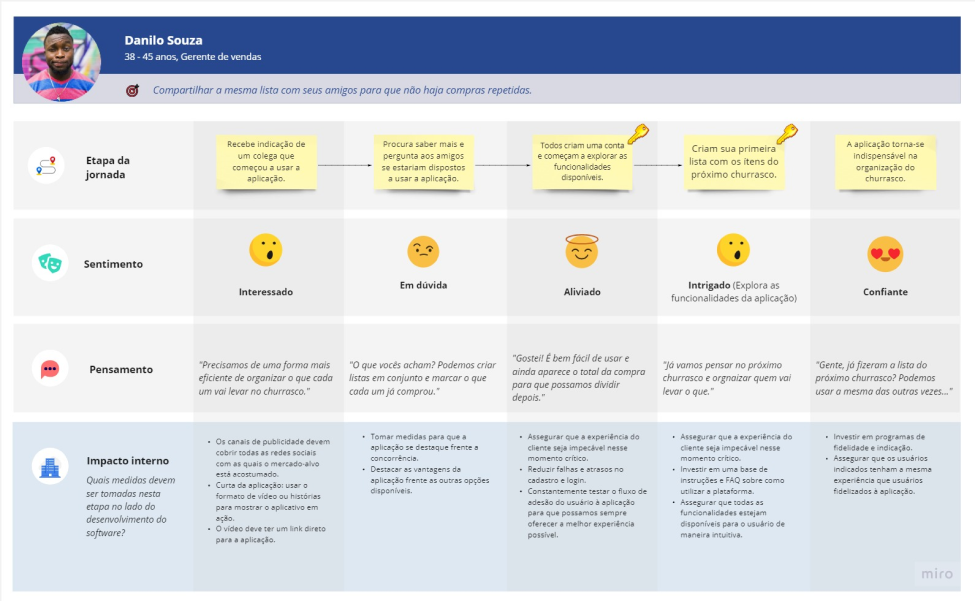 Danilo Souza
38 - 45 anos, Gerente de vendas
Compartilhar a mesma lista com seus amigos para que não haja compras repetidas.
Etapa da
jornada
Recebe indicação de
um colega que
começou a usar a
aplicação.
Procura saber mais e
pergunta aos amigos
se estariam dispostos
a usar a aplicação.
Todos criam uma conta
e começam a explorar as
funcionalidades
disponíveis.
Criam sua primeira
lista com os ítens do
próximo churrasco.
A aplicação torna-se
indispensável na
organização do
churrasco.
Sentimento
Interessado
Em dúvida
Aliviado
Intrigado (Explora as
funcionalidades da aplicação)
Confiante
Pensamento
"Precisamos de uma forma mais
eficiente de organizar o que cada
um vai levar no churrasco."
"O que vocês acham? Podemos criar
listas em conjunto e marcar o que
cada um já comprou."
"Gostei! É bem fácil de usar e
ainda aparece o total da compra
para que possamos dividir
depois."
"Já vamos pensar no próximo
churrasco e orgnaizar quem vai
levar o que."
"Gente, já fizeram a lista do
próximo churrasco? Podemos
usar a mesma das outras vezes..."
Impacto interno
Quais medidas devem
ser tomadas nesta
etapa no lado do
desenvolvimento do
software?
• Os canais de publicidade devem
cobrir todas as redes sociais
com as quais o mercado-alvo
está acostumado.
• Curta da aplicação: usar o
formato de vídeo ou histórias
para mostrar o aplicativo em
ação.
• O vídeo deve ter um link direto
para a aplicação.
• Tomar medidas para que a
aplicação se destaque frente a
concorrência.
• Destacar as vantagens da
aplicação frente as outras opções
disponíveis.
• Assegurar que a experiência do
cliente seja impecável nesse
momento crítico.
• Reduzir falhas e atrasos no
cadastro e login.
• Constantemente testar o fluxo de
adesão do usuário à aplicação
para que possamos sempre
oferecer a melhor experiência
possível.
• Assegurar que a experiência do
cliente seja impecável nesse
momento crítico.
• Investir em uma base de
instruções e FAQ sobre como
utilizar a plataforma.
• Assegurar que todas as
funcionalidades estejam
disponíveis para o usuário de
maneira intuitiva.
• Investir em programas de
fidelidade e indicação.
• Assegurar que os usuários
indicados tenham a mesma
experiência que usuários
fidelizados à aplicação.
miro